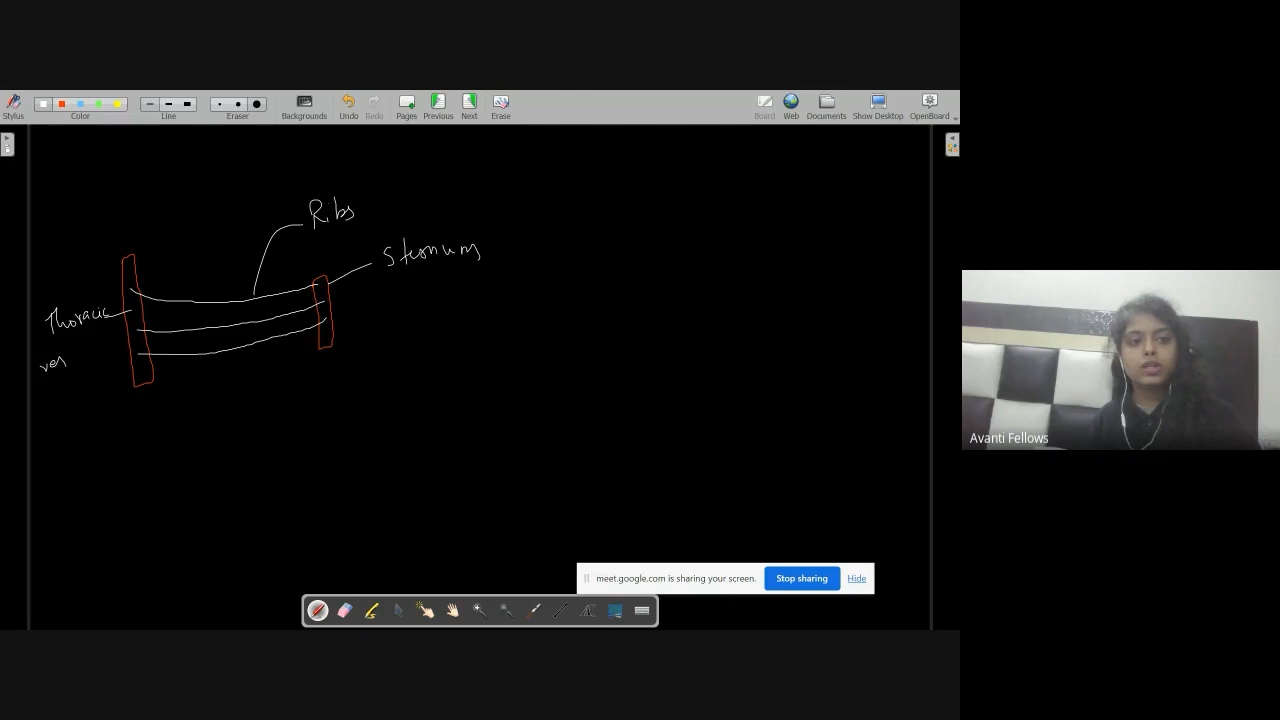 Stylus
Color
Line
Eraser
Backgrounds
Undo
Redo
Pages
Previous
Next
Erase
Board
Web
Documents
Show Desktop
OpenBoard
Ribs
Sternum
Thoracic
ver
Avanti Fellows
meet.google.com is sharing your screen.
Stop sharing
Hide